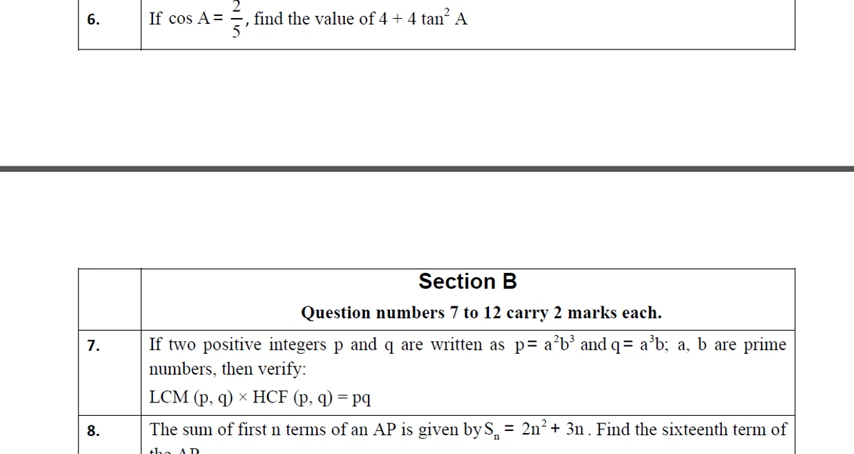 6. If cos A = 2/5, find the value of 4 + 4 tan² A
Section B
Question numbers 7 to 12 carry 2 marks each.
7. If two positive integers p and q are written as p = a²b³ and q = a³b; a, b are prime
numbers, then verify:
LCM (p, q) × HCF (p, q) = pq
8. The sum of first n terms of an AP is given by Sₙ = 2n² + 3n . Find the sixteenth term of
the AP.